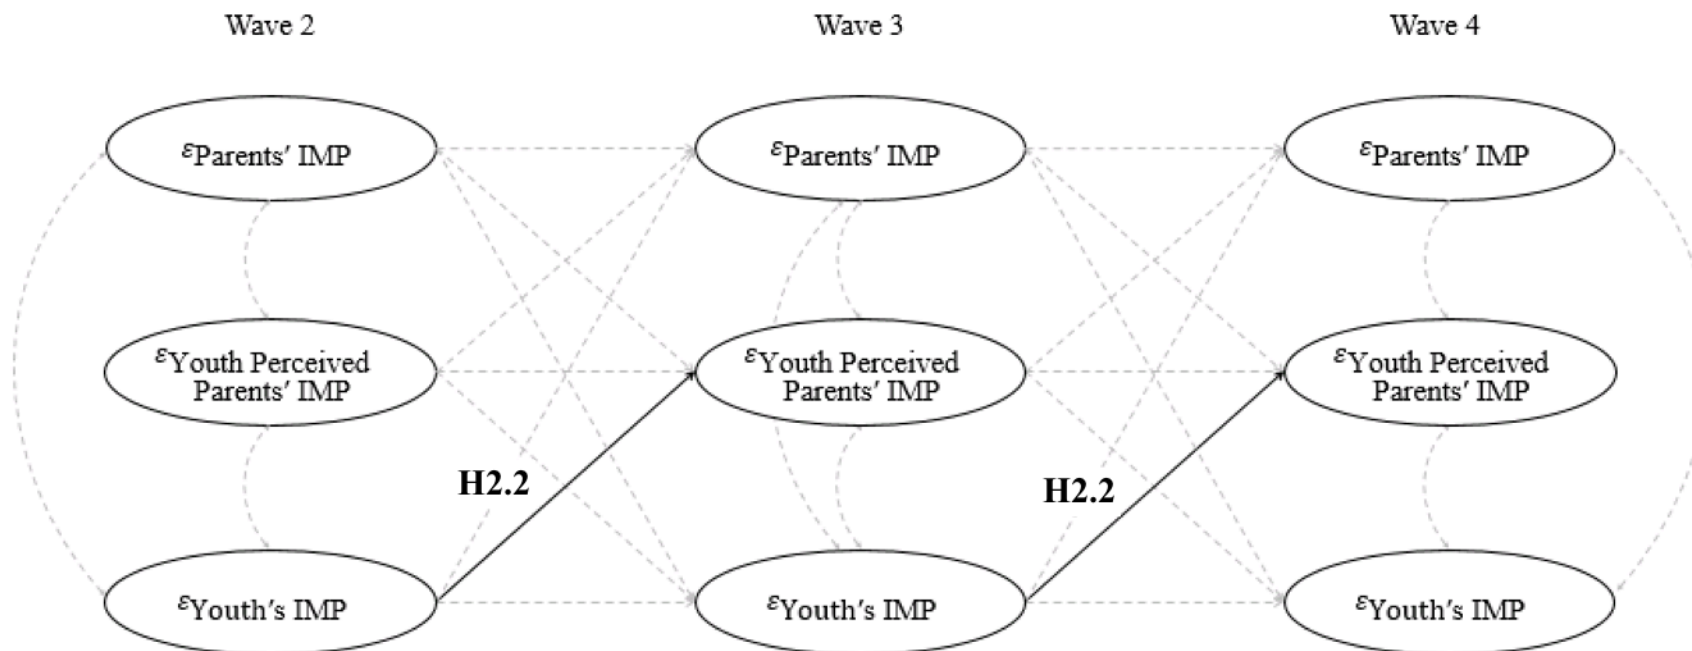 Wave 2 Wave 3 Wave 4
εParents′ IMP εParents′ IMP εParents′ IMP
εYouth Perceived εYouth Perceived εYouth Perceived
Parents′ IMP Parents′ IMP Parents′ IMP
H2.2 H2.2
εYouth′s IMP εYouth′s IMP εYouth′s IMP